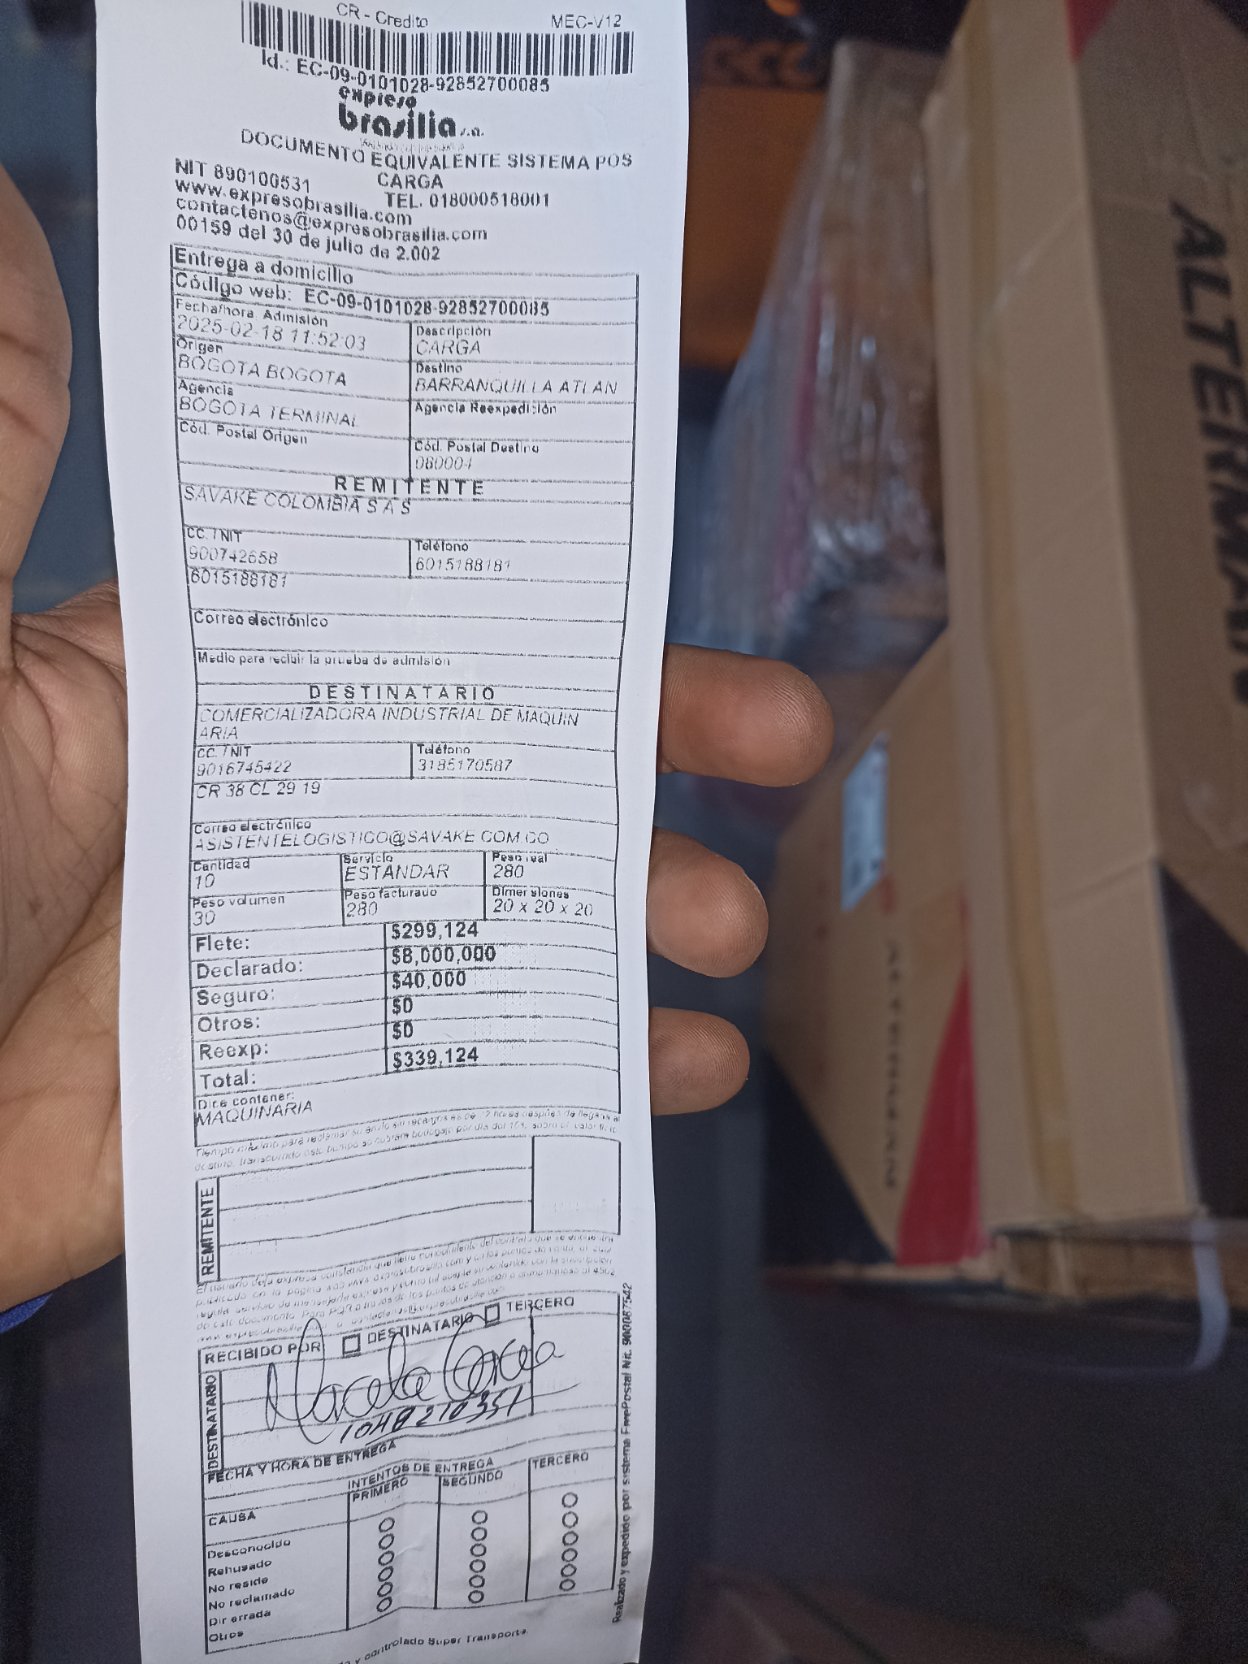 CR - Credito
MEC-V12
Id.: EC-09-0101028-92852700085
expreso
brasilia s.a.
DOCUMENTO EQUIVALENTE SISTEMA POS
CARGA
NIT 890100531
TEL. 018000518001
www.expresobrasilia.com
contactenos@expresobrasilia.com
00159 del 30 de julio de 2.002
Entrega a domicilio
Código web: EC-09-0101028-92852700085
Fecha/hora Admisión
2025-02-18 11:52:03
Descripción
CARGA
Origen
BOGOTA BOGOTA
Destino
BARRANQUILLA ATLAN
Agencia
BOGOTA TERMINAL
Agencia Reexpedición
Cód. Postal Origen
Cód. Postal Destino
080004
REMITENTE
SAVAKE COLOMBIA S A S
CC. / NIT
900742658
Teléfono
6015188181
6015188181
Correo electrónico
Medio para recibir la prueba de admisión
DESTINATARIO
COMERCIALIZADORA INDUSTRIAL DE MAQUIN
ARIA
CC. / NIT
9016745422
Teléfono
3185170587
CR 38 CL 29 19
Correo electrónico
ASISTENTELOGISTICO@SAVAKE.COM.CO
Cantidad
10
Servicio
ESTANDAR
Peso real
280
Peso volumen
30
Peso facturado
280
Dimensiones
20 x 20 x 20
Flete: $299,124
Declarado: $8,000,000
Seguro: $40,000
Otros: $0
Reexp: $0
Total: $339,124
Dice contener:
MAQUINARIA
REMITENTE
RECIBIDO POR
DESTINATARIO
TERCERO
DESTINATARIO
FECHA Y HORA DE ENTREGA
INTENTOS DE ENTREGA
CAUSA
PRIMERO
SEGUNDO
TERCERO
Desconocido
Rehusado
No reside
No reclamado
Dir errada
Otros
y controlado Super Transporte
Realizado y expedido por sistema FivePostal Nit. 900087542
ALTERMAN